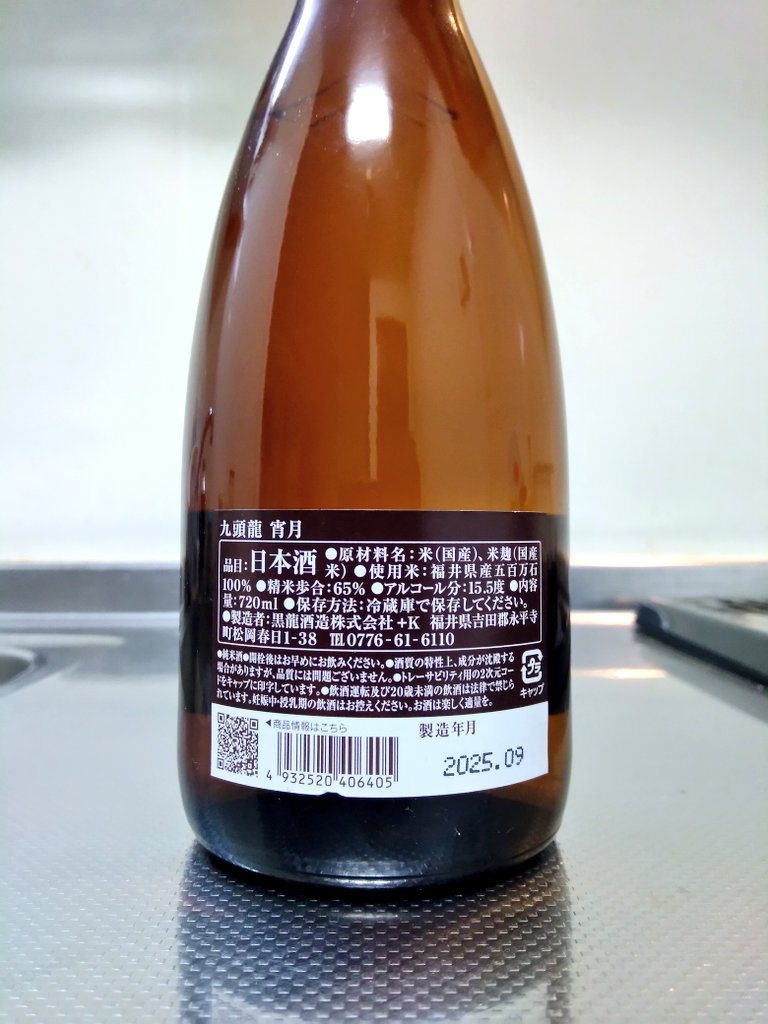 九頭龍 宵月
品目:日本酒 ●原材料名:米(国産)、米麹(国産
米) ●使用米:福井県産五百万石
100% ●精米歩合:65% ●アルコール分:15.5度 ●内容
量:720ml ●保存方法:冷蔵庫で保存してください。
●製造者:黒龍酒造株式会社 +K 福井県吉田郡永平寺
町松岡春日1-38 ℡0776-61-6110
●純米酒●開栓後はお早めにお飲みください。●酒質の特性上、成分が沈殿する
場合がありますが、品質には問題ございません。●トレーサビリティ用の2次元コー
ドをキャップに印字しています。●飲酒運転及び20歳未満の飲酒は法律で禁じら
れています。妊娠中・授乳期の飲酒はお控えください。お酒は楽しく適量を。
プラ
キャップ
◀商品情報はこちら
製造年月
2025.09
4 932520 406405